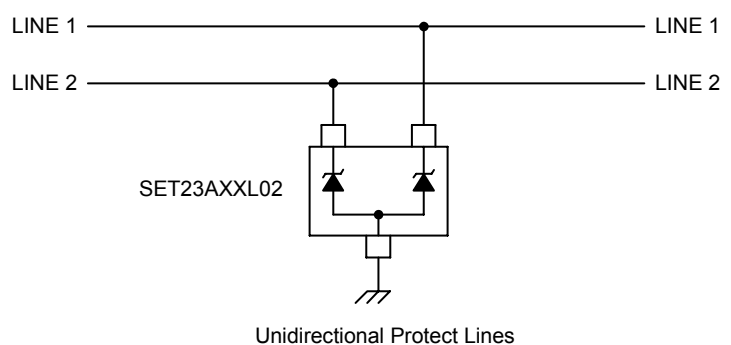 LINE 1 LINE 1
LINE 2 LINE 2
SET23AXXL02
Unidirectional Protect Lines